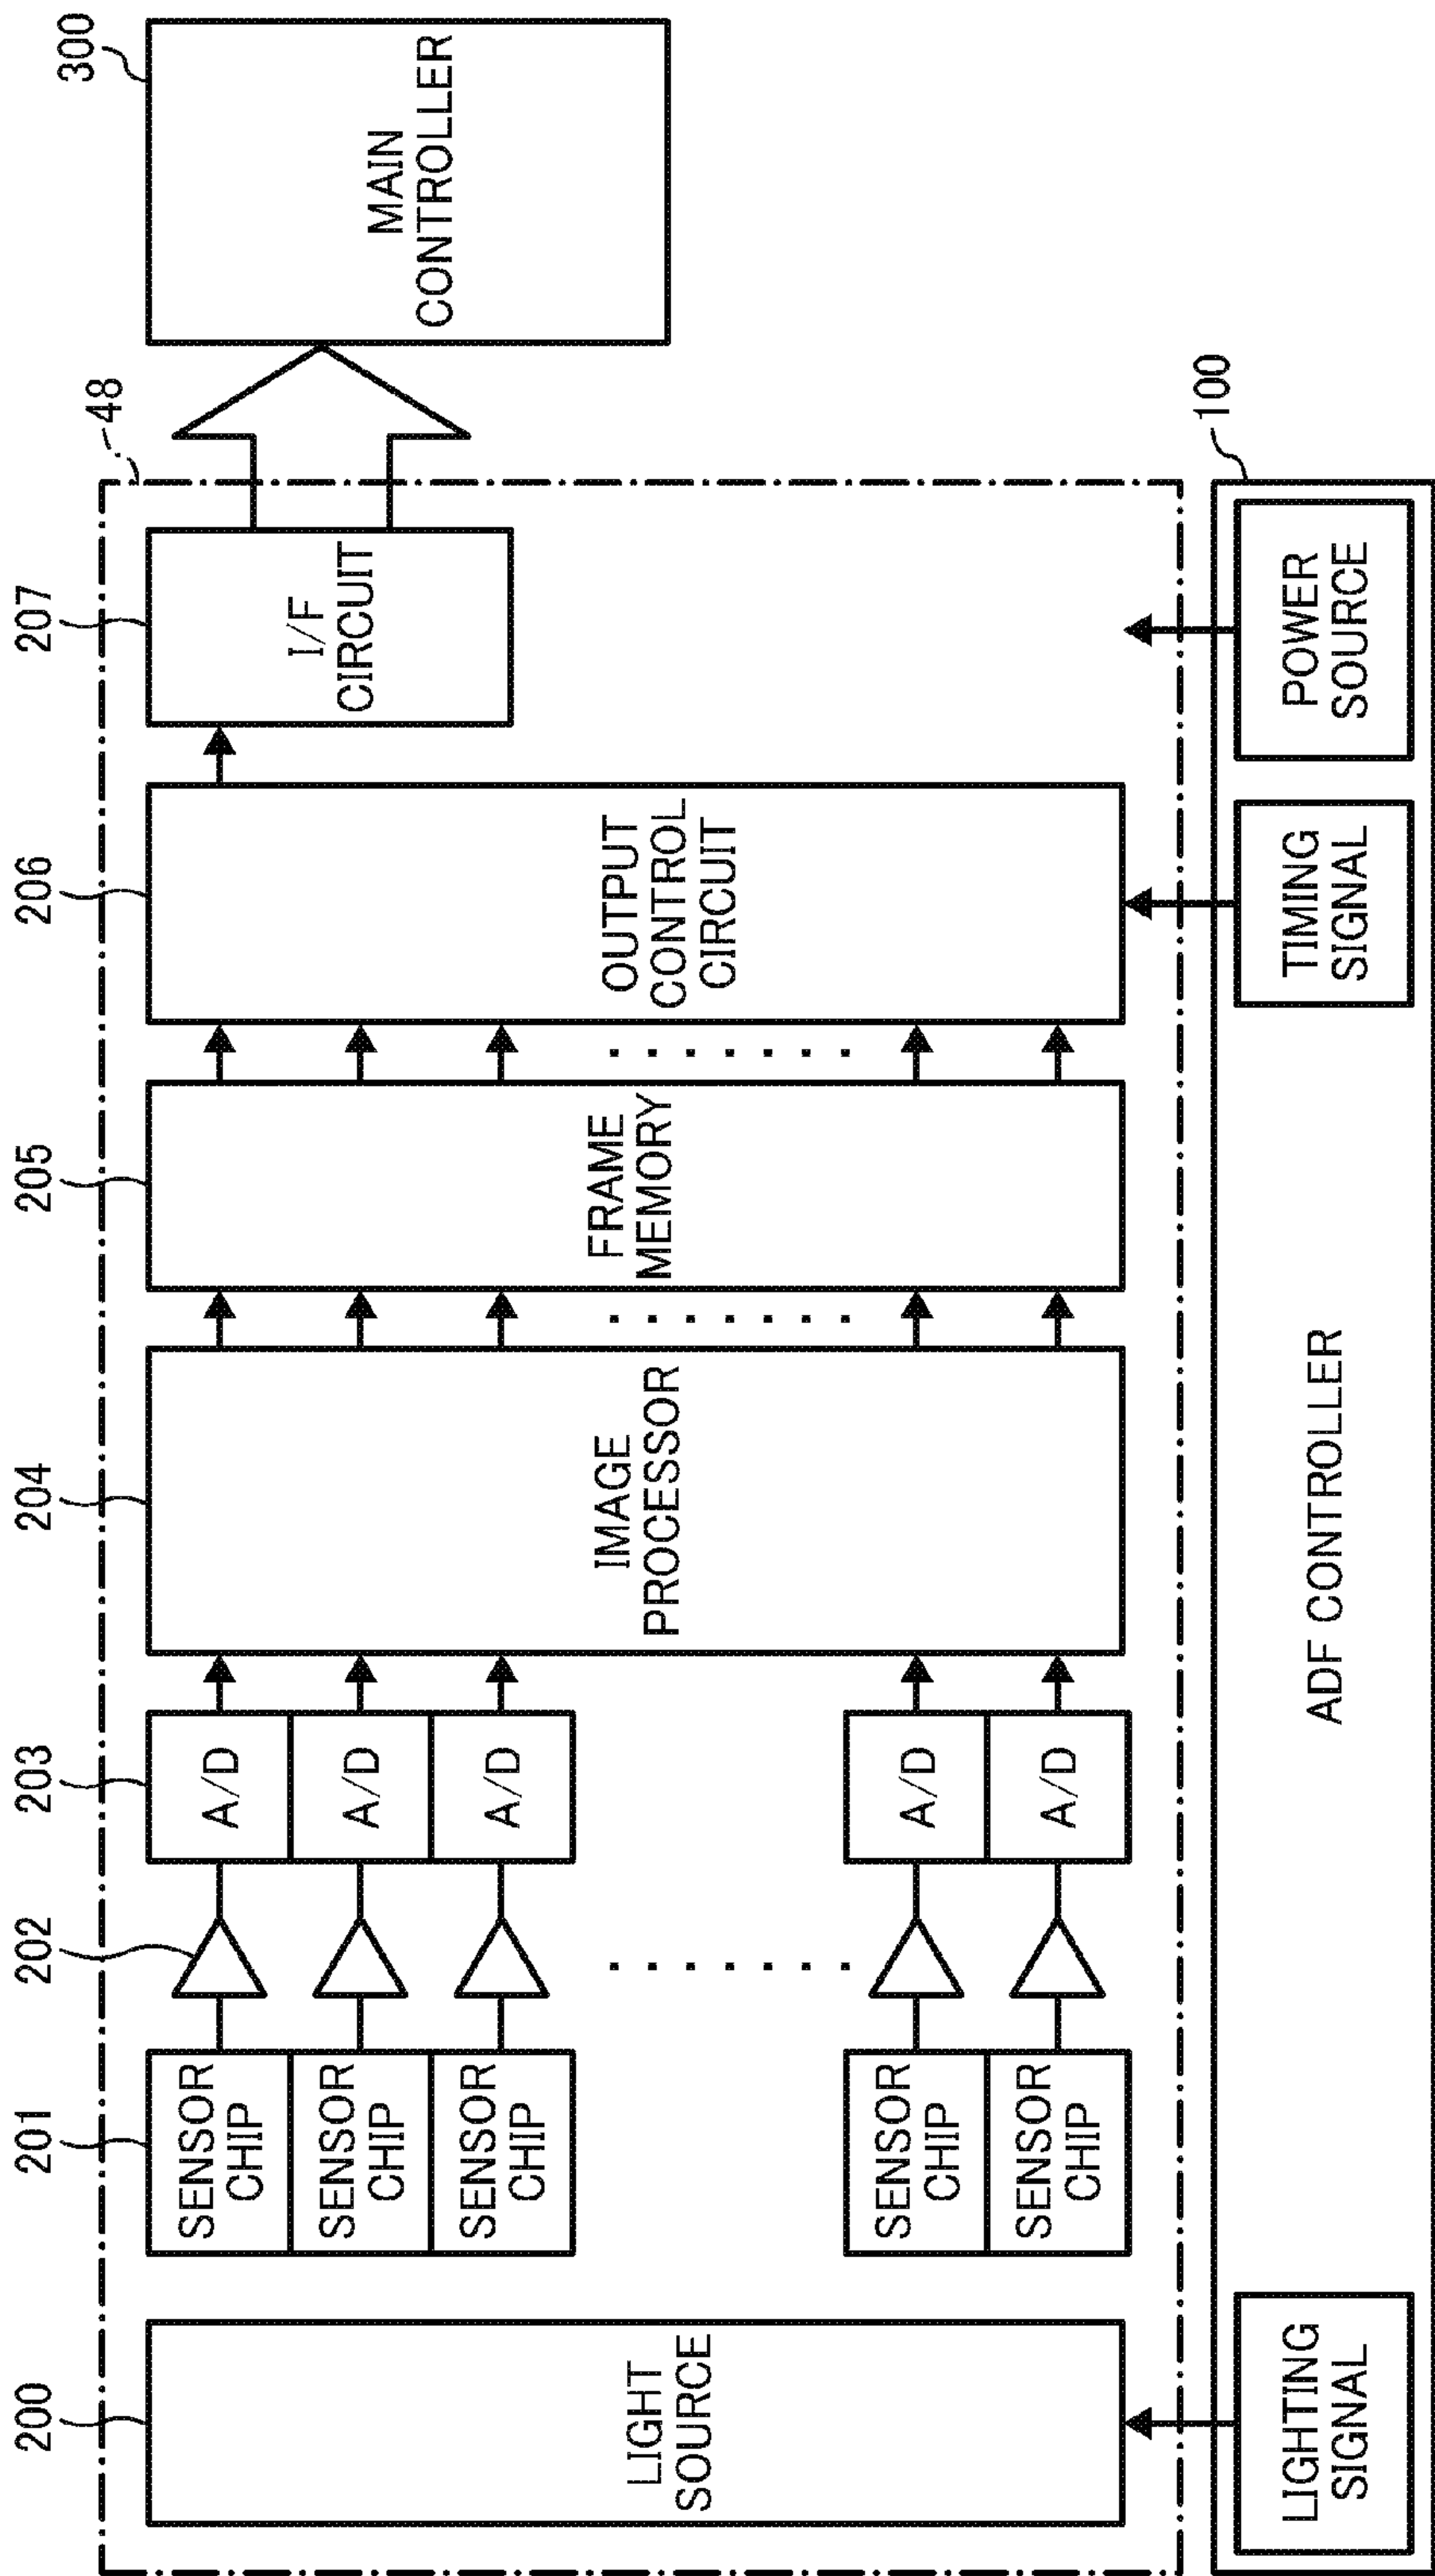 200
201
202
203
204
205
206
207
48
300
LIGHT
SOURCE
SENSOR
CHIP
SENSOR
CHIP
SENSOR
CHIP
SENSOR
CHIP
SENSOR
CHIP
A/D
A/D
A/D
A/D
A/D
IMAGE
PROCESSOR
FRAME
MEMORY
OUTPUT
CONTROL
CIRCUIT
I/F
CIRCUIT
MAIN
CONTROLLER
100
LIGHTING
SIGNAL
ADF CONTROLLER
TIMING
SIGNAL
POWER
SOURCE